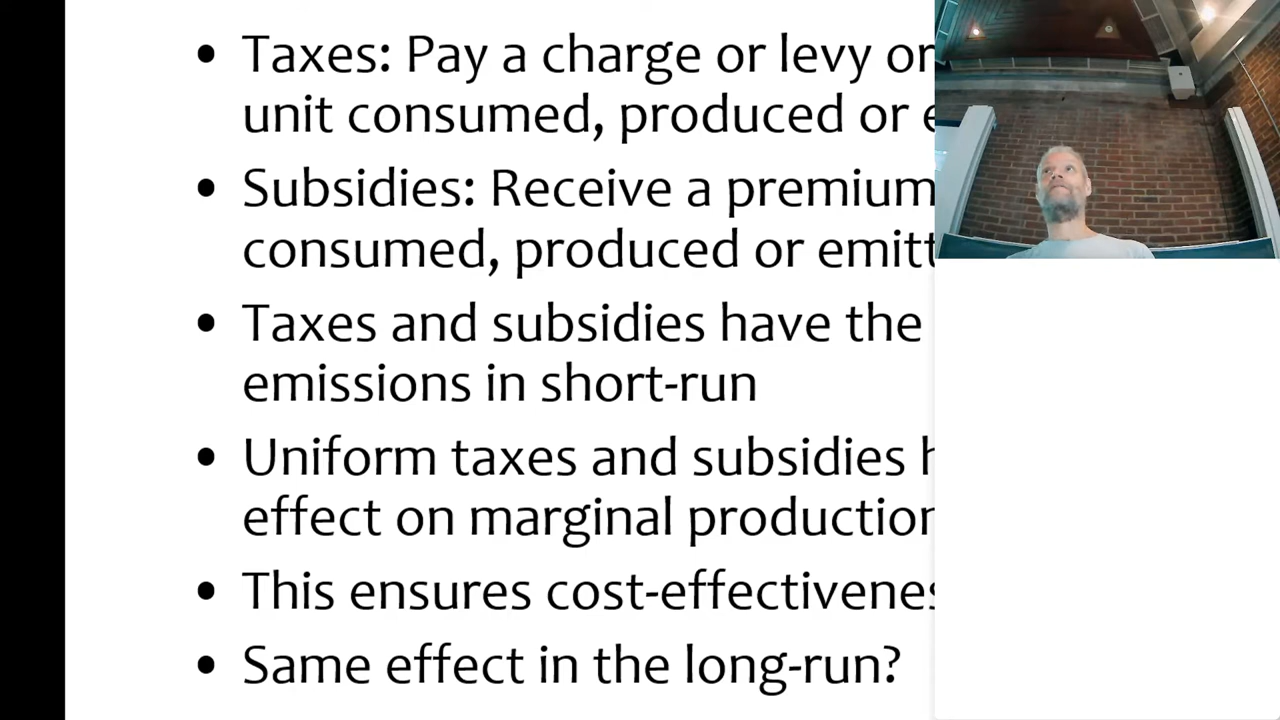 • Taxes: Pay a charge or levy or
unit consumed, produced or
• Subsidies: Receive a premium
consumed, produced or
• Taxes and subsidies have the
emissions in short-run
• Uniform taxes and subsidies
effect on marginal production
• This ensures
• Same effect in the long-run?